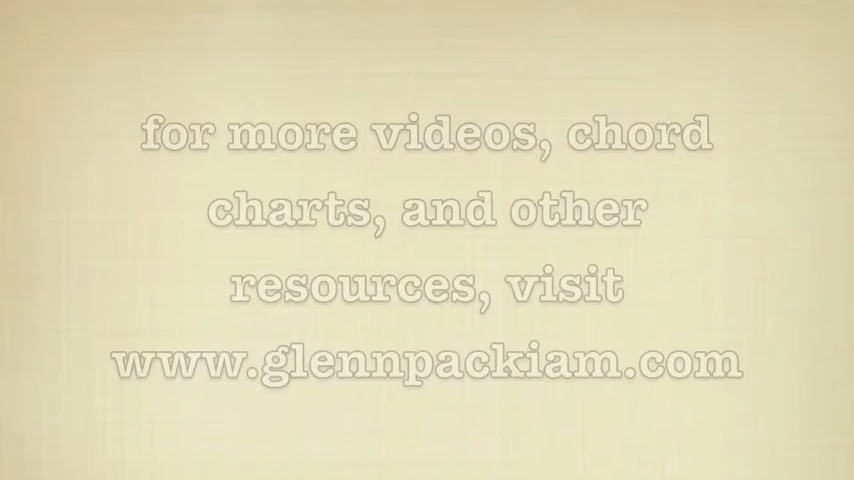 for more videos, chord
charts, and other
resources, visit
www.glennpackiam.com